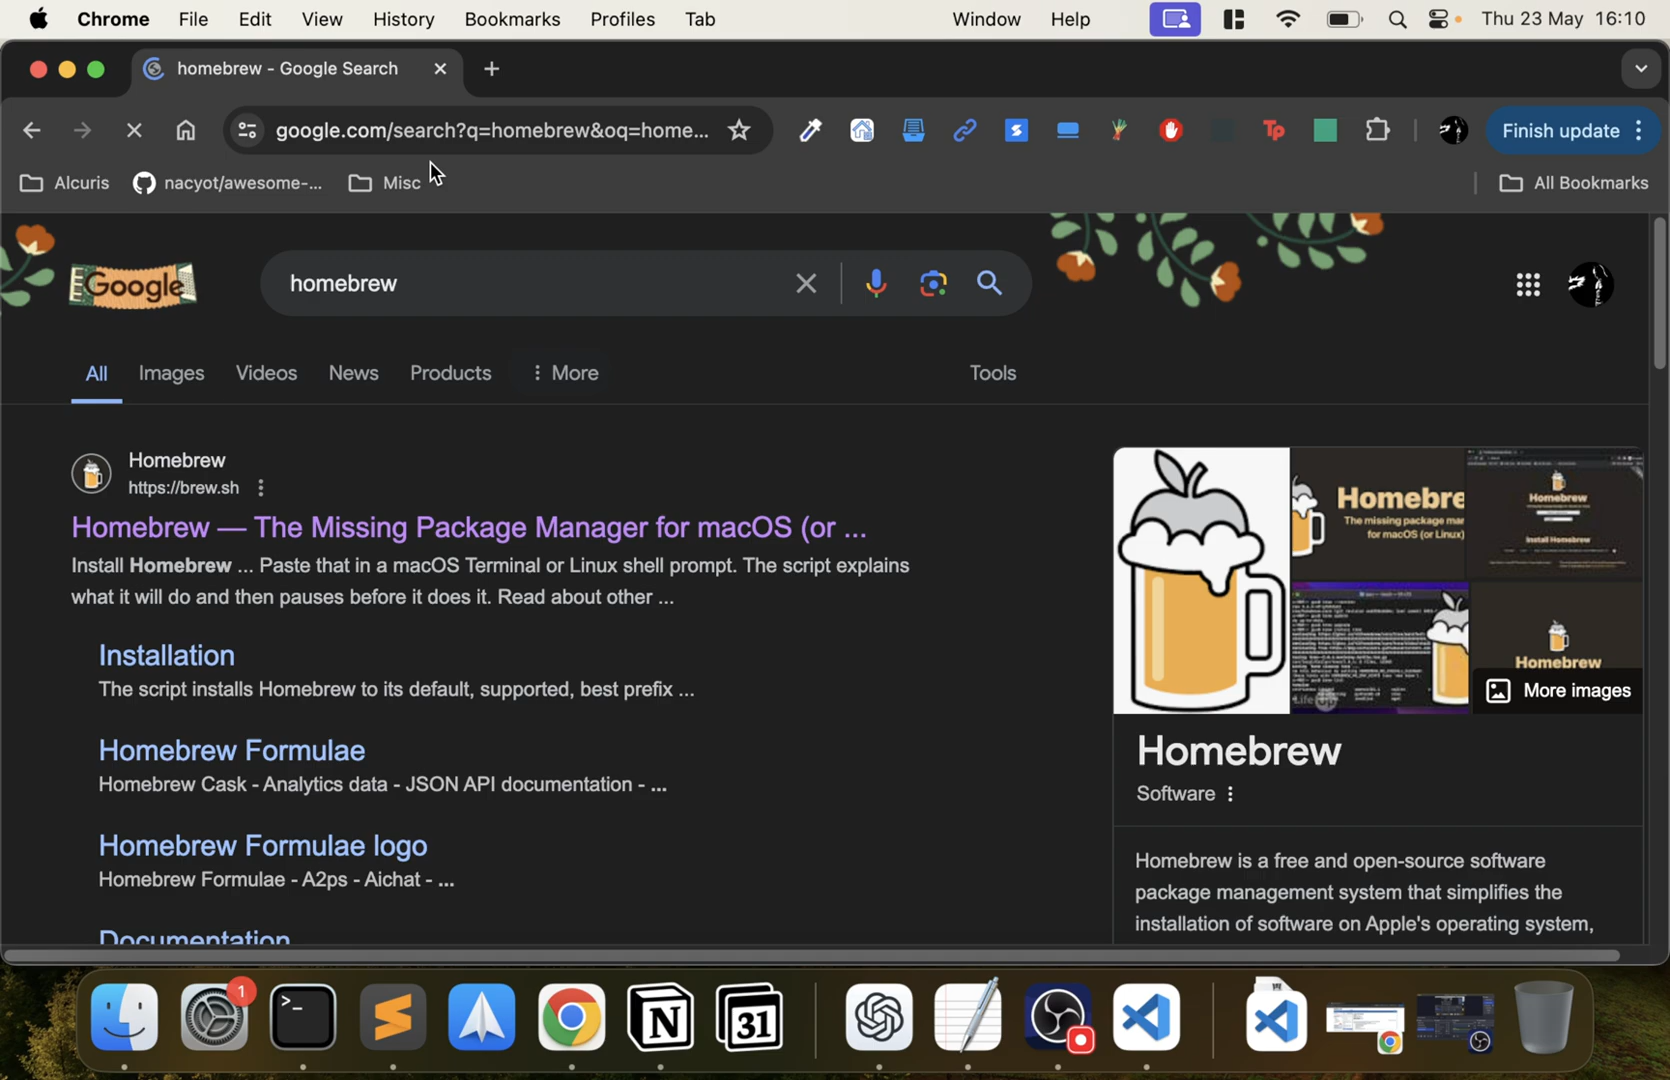 Chrome File Edit View History Bookmarks Profiles Tab Window Help Thu 23 May 16:10
homebrew - Google Search
google.com/search?q=homebrew&oq=home... Finish update
Alcuris nacyot/awesome-... Misc All Bookmarks
Google homebrew
All Images Videos News Products More Tools
Homebrew
https://brew.sh
Homebrew — The Missing Package Manager for macOS (or ...
Install Homebrew ... Paste that in a macOS Terminal or Linux shell prompt. The script explains
what it will do and then pauses before it does it. Read about other ...
Installation
The script installs Homebrew to its default, supported, best prefix ...
Homebrew Formulae
Homebrew Cask - Analytics data - JSON API documentation - ...
Homebrew Formulae logo
Homebrew Formulae - A2ps - Aichat - ...
Documentation
Homebre
The missing package mar
for macOS (or Linux)
Homebrew
Install Homebrew
Homebrew
More images
Homebrew
Software
Homebrew is a free and open-source software
package management system that simplifies the
installation of software on Apple's operating system,
1
31